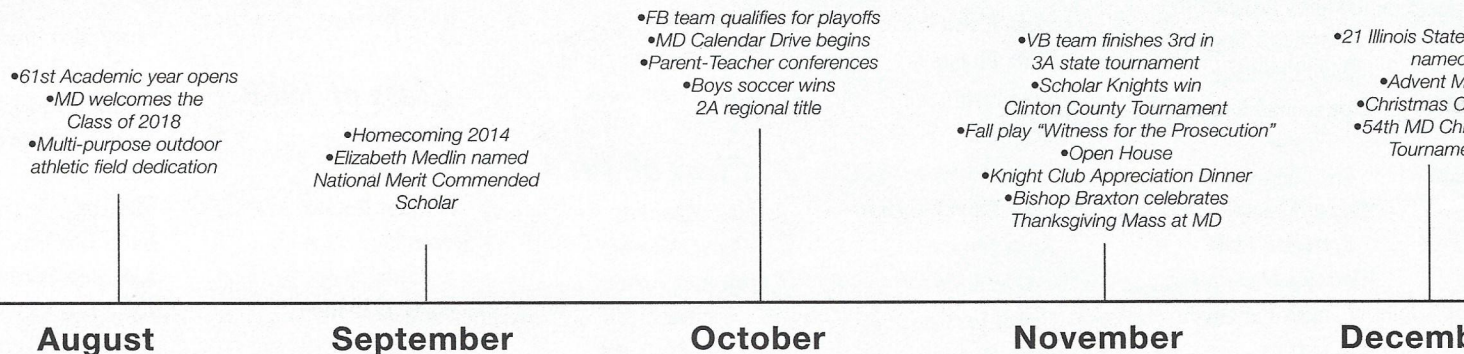 •61st Academic year opens
•MD welcomes the
Class of 2018
•Multi-purpose outdoor
athletic field dedication
August
•Homecoming 2014
•Elizabeth Medlin named
National Merit Commended
Scholar
September
•FB team qualifies for playoffs
•MD Calendar Drive begins
•Parent-Teacher conferences
•Boys soccer wins
2A regional title
October
•VB team finishes 3rd in
3A state tournament
•Scholar Knights win
Clinton County Tournament
•Fall play “Witness for the Prosecution”
•Open House
•Knight Club Appreciation Dinner
•Bishop Braxton celebrates
Thanksgiving Mass at MD
November
•21 Illinois State
named
•Advent
•Christmas
•54th MD